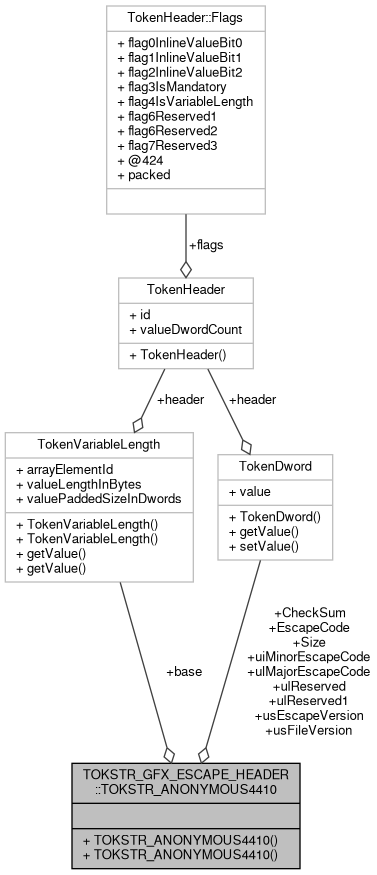 TokenHeader::Flags
+ flag0InlineValueBit0
+ flag1InlineValueBit1
+ flag2InlineValueBit2
+ flag3IsMandatory
+ flag4IsVariableLength
+ flag6Reserved1
+ flag6Reserved2
+ flag7Reserved3
+ @424
+ packed
+flags
TokenHeader
+ id
+ valueDwordCount
+ TokenHeader()
+header
+header
TokenVariableLength
+ arrayElementId
+ valueLengthInBytes
+ valuePaddedSizeInDwords
+ TokenVariableLength()
+ TokenVariableLength()
+ getValue()
+ getValue()
TokenDword
+ value
+ TokenDword()
+ getValue()
+ setValue()
+base
+CheckSum
+EscapeCode
+Size
+uiMinorEscapeCode
+ulMajorEscapeCode
+ulReserved
+ulReserved1
+usEscapeVersion
+usFileVersion
TOKSTR_GFX_ESCAPE_HEADER
::TOKSTR_ANONYMOUS4410
+ TOKSTR_ANONYMOUS4410()
+ TOKSTR_ANONYMOUS4410()